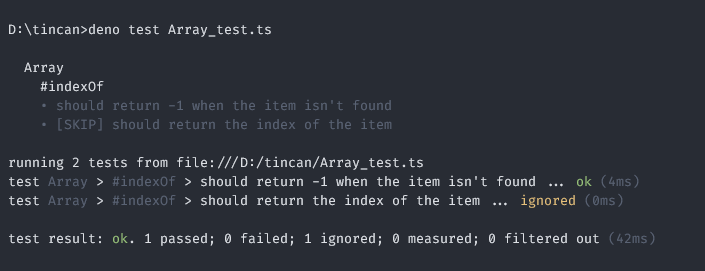 D:\tincan>deno test Array_test.ts
Array
#indexOf
• should return -1 when the item isn't found
• [SKIP] should return the index of the item
running 2 tests from file:///D:/tincan/Array_test.ts
test Array > #indexOf > should return -1 when the item isn't found ... ok (4ms)
test Array > #indexOf > should return the index of the item ... ignored (0ms)
test result: ok. 1 passed; 0 failed; 1 ignored; 0 measured; 0 filtered out (42ms)